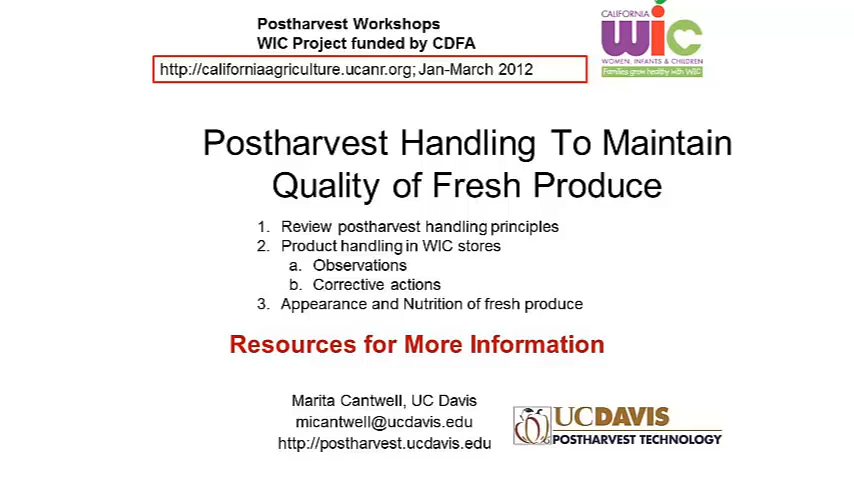 Postharvest Workshops
WIC Project funded by CDFA
http://californiaagriculture.ucanr.org; Jan-March 2012
CALIFORNIA
wic
WOMEN, INFANTS & CHILDREN
Families grow healthy with WIC
Postharvest Handling To Maintain
Quality of Fresh Produce
1. Review postharvest handling principles
2. Product handling in WIC stores
a. Observations
b. Corrective actions
3. Appearance and Nutrition of fresh produce
Resources for More Information
Marita Cantwell, UC Davis
micantwell@ucdavis.edu
http://postharvest.ucdavis.edu
UCDAVIS
POSTHARVEST TECHNOLOGY